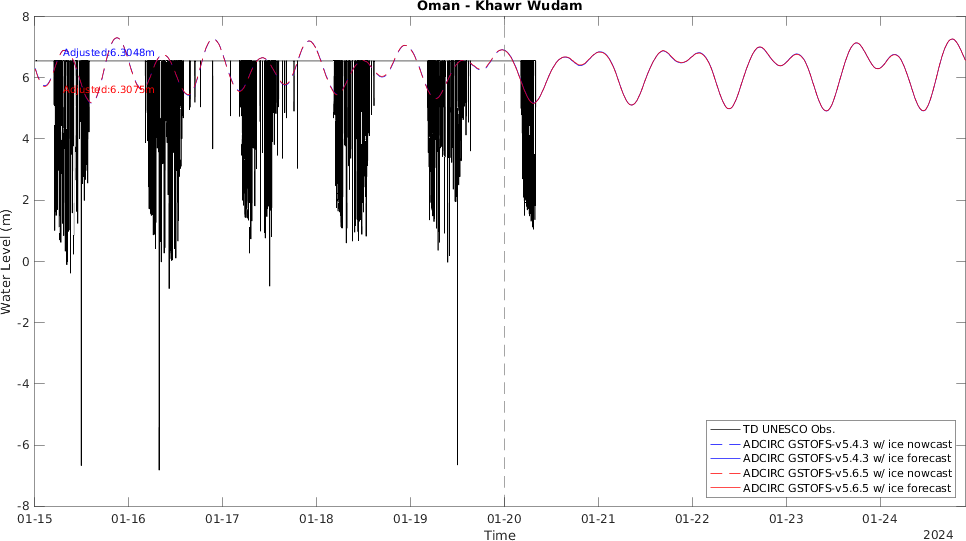 Oman - Khawr Wudam
8
6
4
2
0
-2
-4
-6
-8
Water Level (m)
Adjusted:6.3048m
Adjusted:6.3075m
TD UNESCO Obs.
ADCIRC GSTOFS-v5.4.3 w/ ice nowcast
ADCIRC GSTOFS-v5.4.3 w/ ice forecast
ADCIRC GSTOFS-v5.6.5 w/ ice nowcast
ADCIRC GSTOFS-v5.6.5 w/ ice forecast
01-15 01-16 01-17 01-18 01-19 01-20 01-21 01-22 01-23 01-24
Time
2024